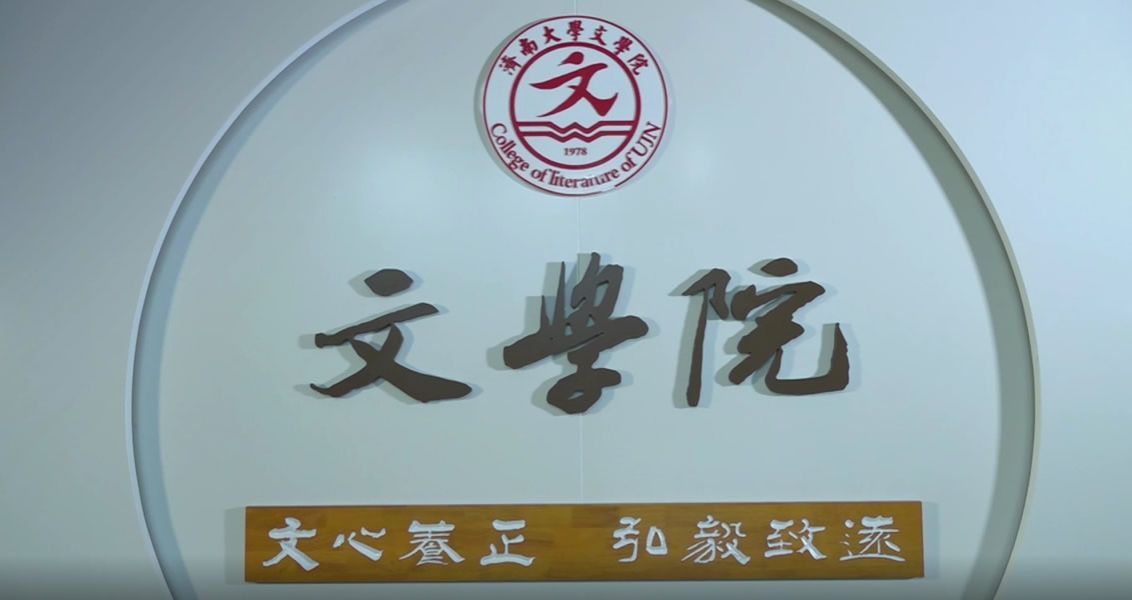 濟南大學文學院
文
1978
College of literature of UJN
文學院
文心養正 弘毅致遠